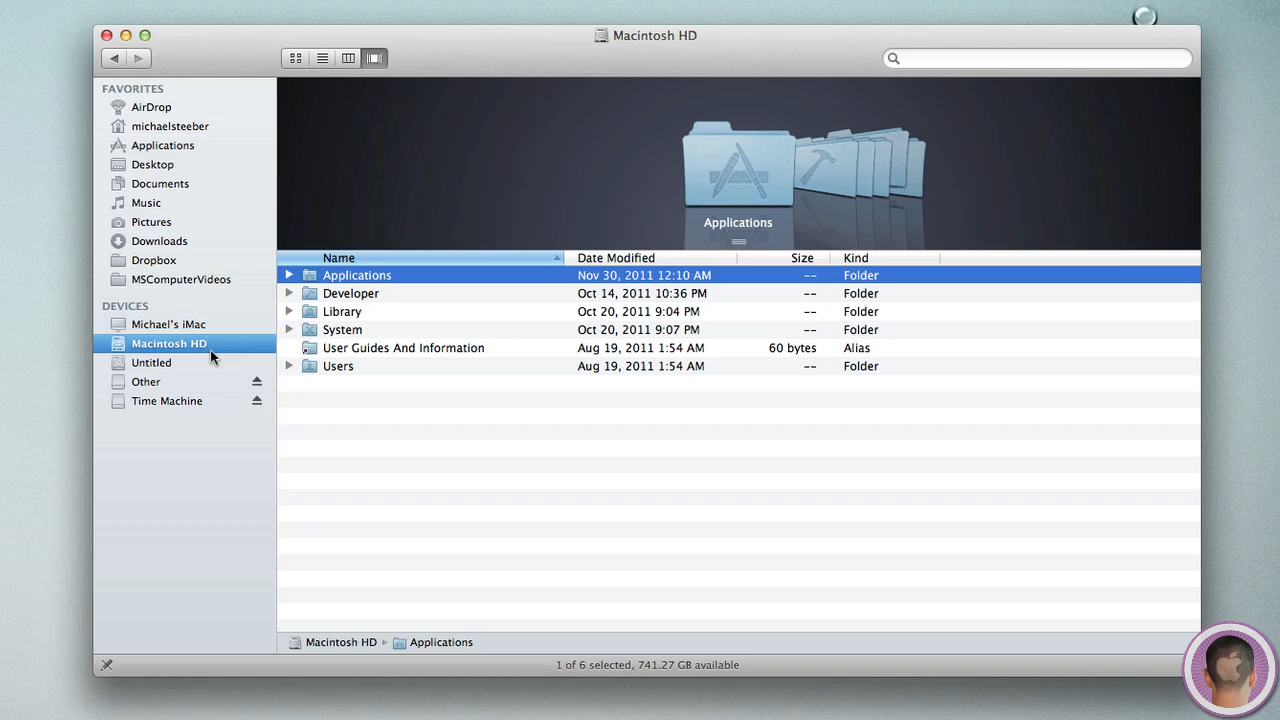 Macintosh HD
FAVORITES
AirDrop
michaelsteeber
Applications
Desktop
Documents
Music
Pictures
Downloads
Dropbox
MSComputerVideos
DEVICES
Michael's iMac
Macintosh HD
Untitled
Other
Time Machine
Applications
Name Date Modified Size Kind
Applications Nov 30, 2011 12:10 AM -- Folder
Developer Oct 14, 2011 10:36 PM -- Folder
Library Oct 20, 2011 9:04 PM -- Folder
System Oct 20, 2011 9:07 PM -- Folder
User Guides And Information Aug 19, 2011 1:54 AM 60 bytes Alias
Users Aug 19, 2011 1:54 AM -- Folder
Macintosh HD Applications
1 of 6 selected, 741.27 GB available